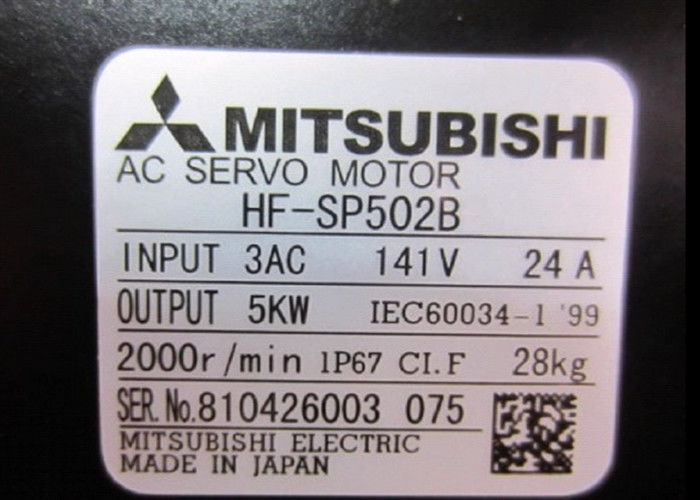 MITSUBISHI
AC SERVO MOTOR
HF-SP502B
INPUT 3AC 141V 24A
OUTPUT 5KW IEC60034-1 '99
2000r/min IP67 CI.F 28kg
SER.No.810426003 075
MITSUBISHI ELECTRIC
MADE IN JAPAN